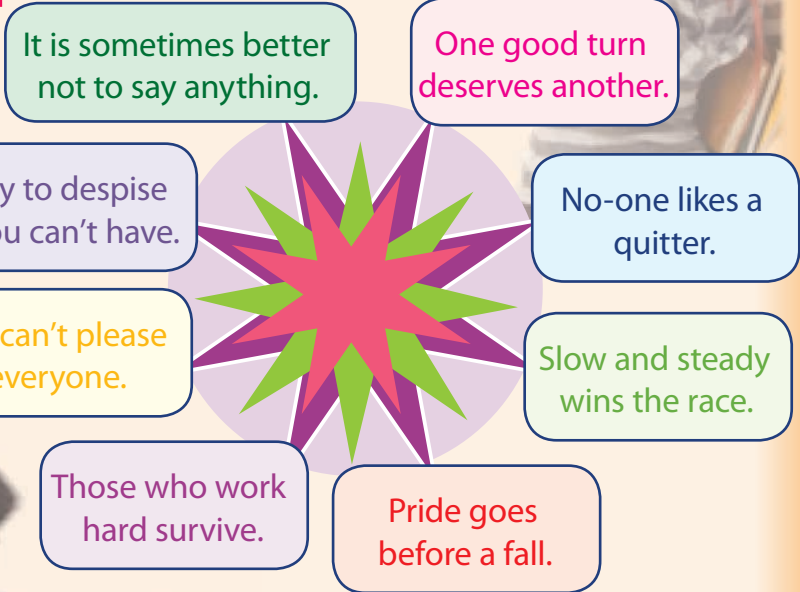 It is sometimes better
not to say anything.
One good turn
deserves another.
to despise
can't have.
No-one likes a
quitter.
can't please
everyone.
Slow and steady
wins the race.
Those who work
hard survive.
Pride goes
before a fall.